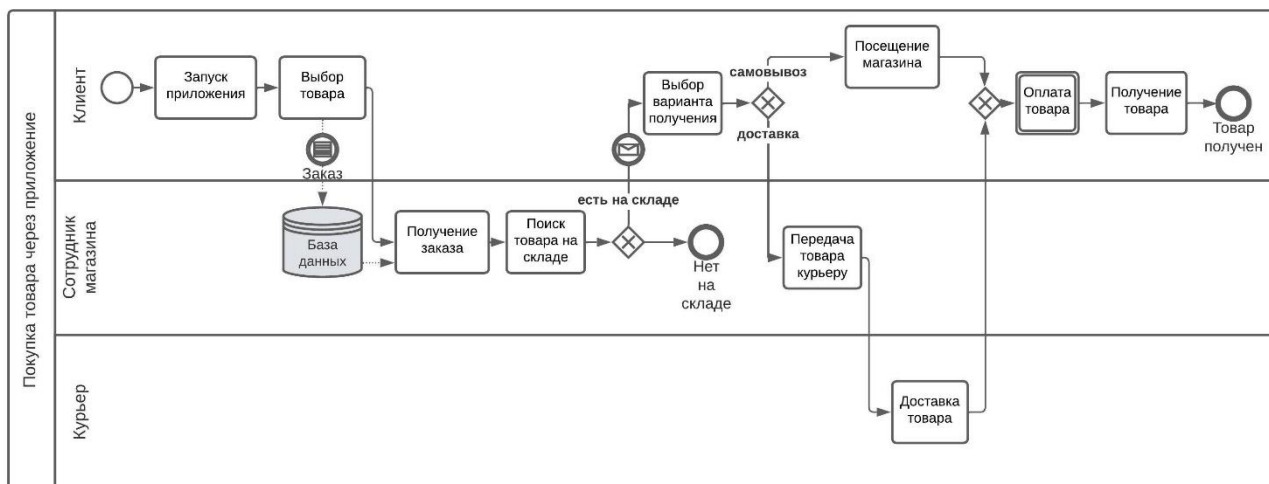 Покупка товара через приложение
Клиент
Запуск
приложения
Выбор
товара
Заказ
Выбор
варианта
получения
самовывоз
доставка
Посещение
магазина
Оплата
товара
Получение
товара
Товар
получен
Сотрудник
магазина
База
данных
Получение
заказа
Поиск
товара на
складе
есть на складе
Нет
на
складе
Передача
товара
курьеру
Курьер
Доставка
товара